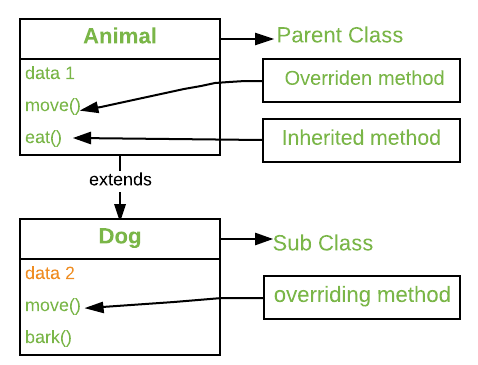 Animal
Parent Class
data 1
Overriden method
move()
eat()
Inherited method
extends
Dog
Sub Class
data 2
move()
overriding method
bark()